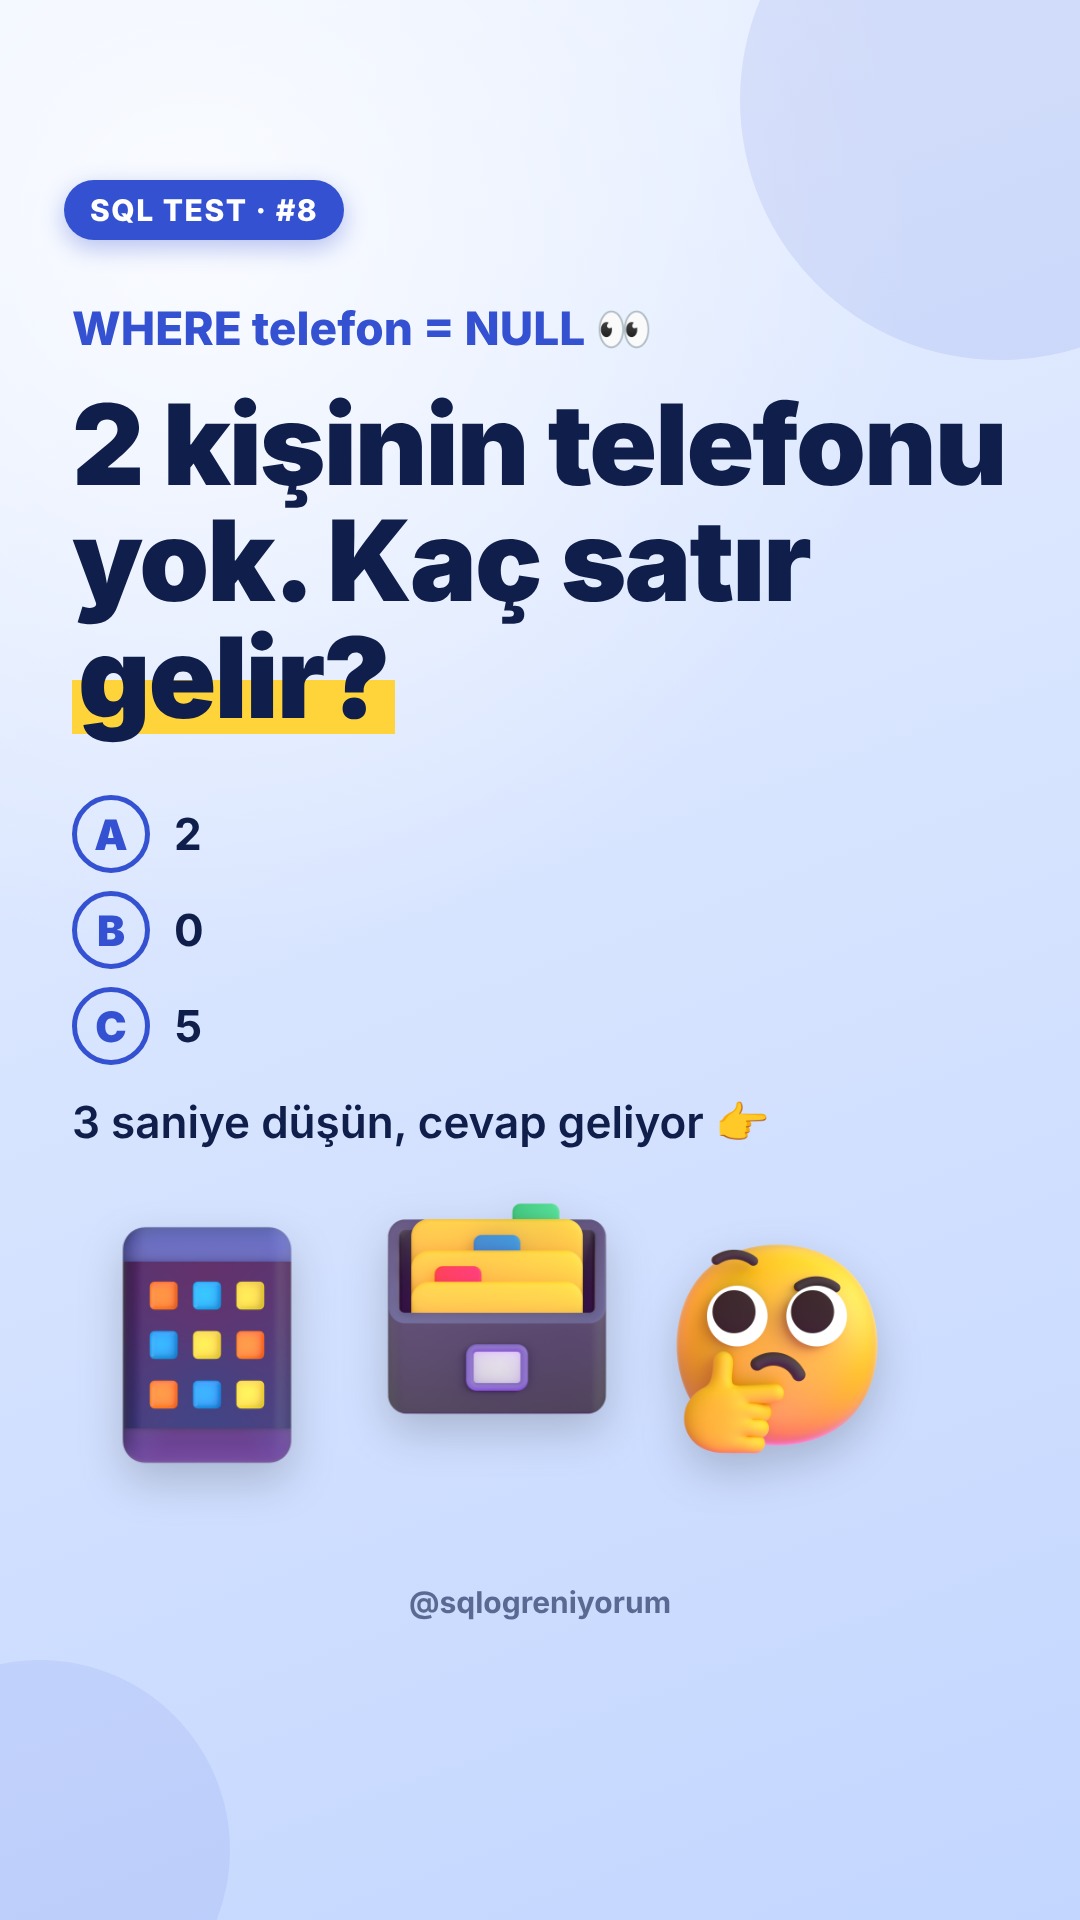 SQL TEST · #8
WHERE telefon = NULL 👀
2 kişinin telefonu
yok. Kaç satır
gelir?
A 2
B 0
C 5
3 saniye düşün, cevap geliyor 👉
@sqlogreniyorum